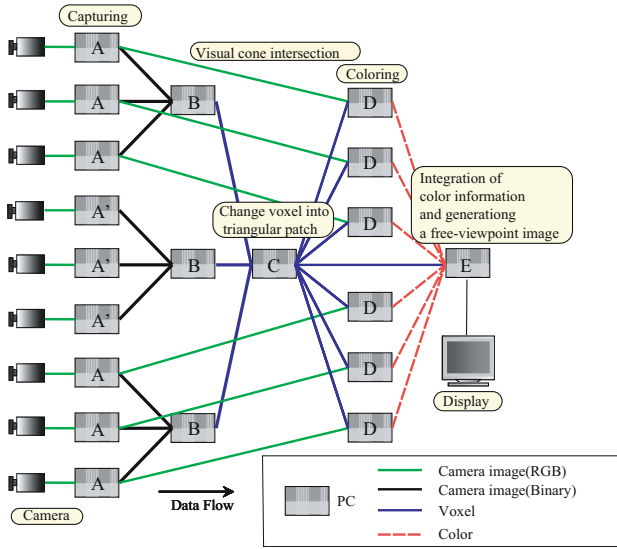 Capturing
A
Visual cone intersection
Coloring
A
B
D
A
D
Integration of
color information
and generationg
a free-viewpoint image
A'
Change voxel into
triangular patch
D
A'
B
C
E
A'
D
A
D
Display
A
B
D
A
Camera
Data Flow
PC
Camera image(RGB)
Camera image(Binary)
Voxel
Color